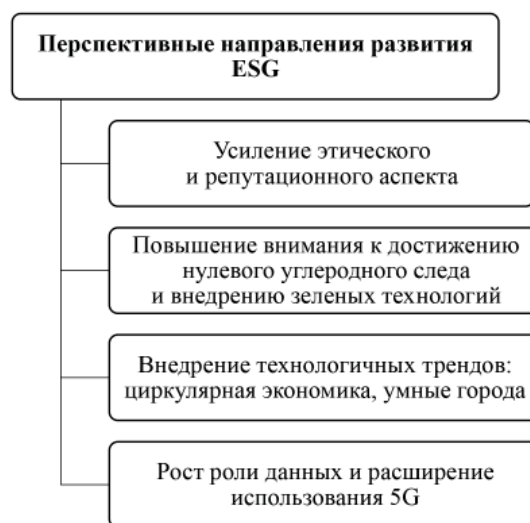 Перспективные направления развития
ESG
Усиление этического
и репутационного аспекта
Повышение внимания к достижению
нулевого углеродного следа
и внедрению зеленых технологий
Внедрение технологичных трендов:
циркулярная экономика, умные города
Рост роли данных и расширение
использования 5G